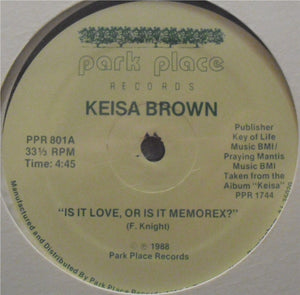 park place
RECORDS
KEISA BROWN
PPR 801A
33⅓ RPM
Time: 4:45
Publisher
Key of Life
Music BMI/
Praying Mantis
Music BMI
Taken from the
Album "Keisa"
PPR 1744
"IS IT LOVE, OR IS IT MEMOREX?"
(F. Knight)
℗ © 1988
Park Place Records
Manufactured and Distributed By Park Place Records